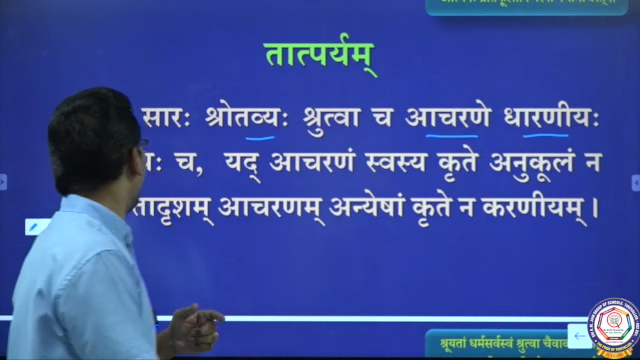 तात्पर्यम्
सारः श्रोतव्यः श्रुत्वा च आचरणे धारणीयः
च, यद् आचरणं स्वस्य कृते अनुकूलं न
तादृशम् आचरणम् अन्येषां कृते न करणीयम् ।
श्रूयतां धर्मसर्वस्वं श्रुत्वा चैवाव